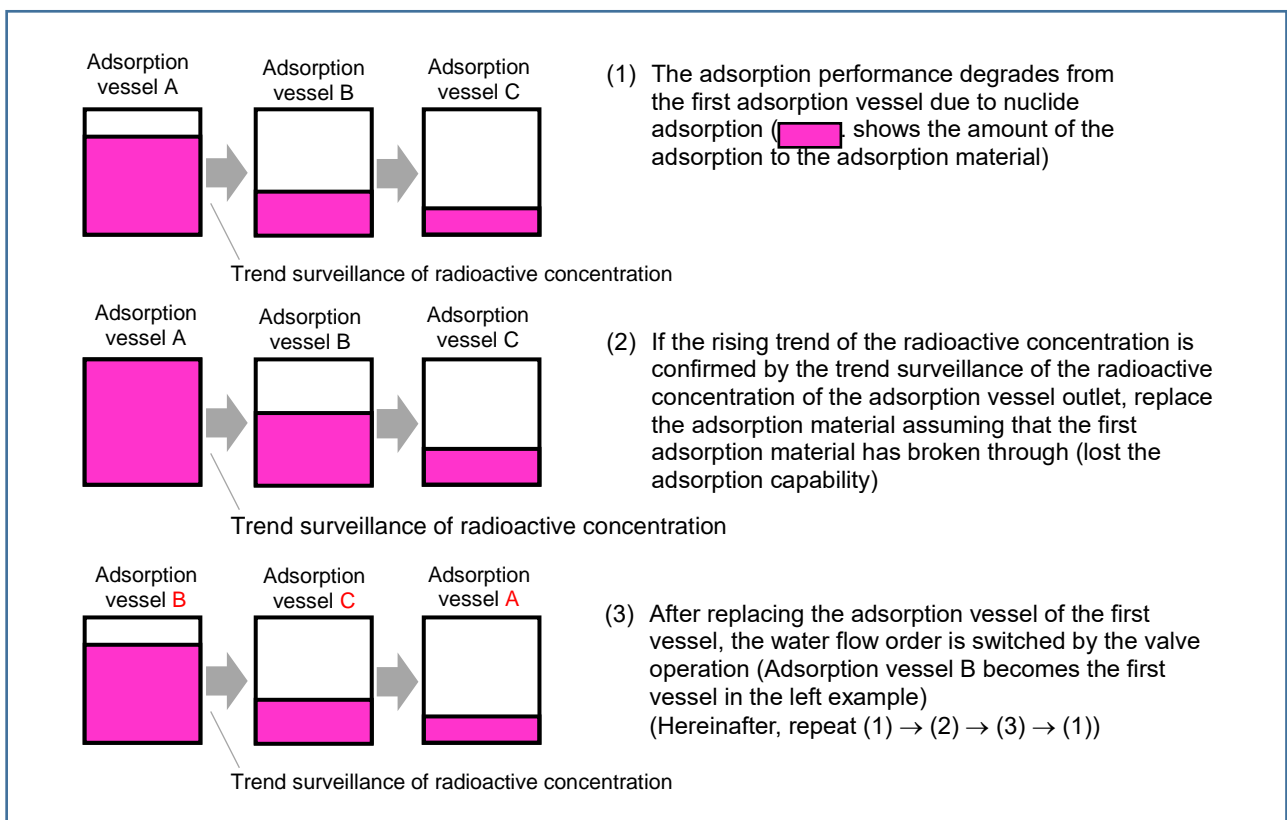 Adsorption
vessel A
Adsorption
vessel B
Adsorption
vessel C
(1) The adsorption performance degrades from
the first adsorption vessel due to nuclide
adsorption ( . shows the amount of the
adsorption to the adsorption material)
Trend surveillance of radioactive concentration
Adsorption
vessel A
Adsorption
vessel B
Adsorption
vessel C
(2) If the rising trend of the radioactive concentration is
confirmed by the trend surveillance of the radioactive
concentration of the adsorption vessel outlet, replace
the adsorption material assuming that the first
adsorption material has broken through (lost the
adsorption capability)
Trend surveillance of radioactive concentration
Adsorption
vessel B
Adsorption
vessel C
Adsorption
vessel A
(3) After replacing the adsorption vessel of the first
vessel, the water flow order is switched by the valve
operation (Adsorption vessel B becomes the first
vessel in the left example)
(Hereinafter, repeat (1) → (2) → (3) → (1))
Trend surveillance of radioactive concentration